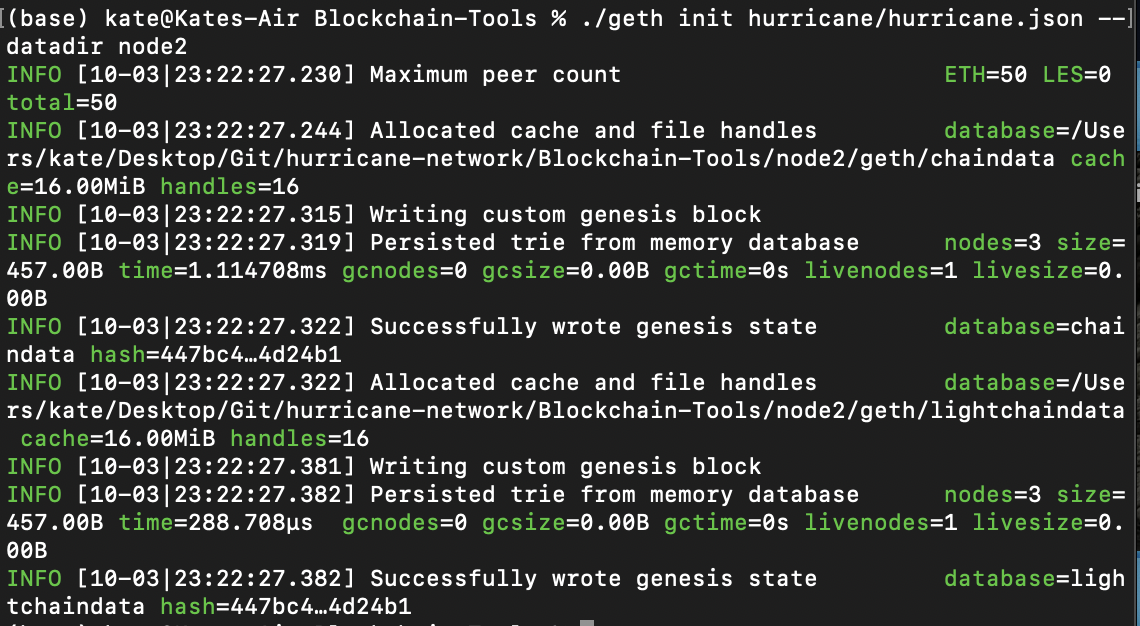 [(base) kate@Kates-Air Blockchain-Tools % ./geth init hurricane/hurricane.json --]
datadir node2
INFO [10-03|23:22:27.230] Maximum peer count                       ETH=50 LES=0
total=50
INFO [10-03|23:22:27.244] Allocated cache and file handles         database=/Use
rs/kate/Desktop/Git/hurricane-network/Blockchain-Tools/node2/geth/chaindata cach
e=16.00MiB handles=16
INFO [10-03|23:22:27.315] Writing custom genesis block
INFO [10-03|23:22:27.319] Persisted trie from memory database      nodes=3 size=
457.00B time=1.114708ms gcnodes=0 gcsize=0.00B gctime=0s livenodes=1 livesize=0.
00B
INFO [10-03|23:22:27.322] Successfully wrote genesis state         database=chai
ndata hash=447bc4…4d24b1
INFO [10-03|23:22:27.322] Allocated cache and file handles         database=/Use
rs/kate/Desktop/Git/hurricane-network/Blockchain-Tools/node2/geth/lightchaindata
 cache=16.00MiB handles=16
INFO [10-03|23:22:27.381] Writing custom genesis block
INFO [10-03|23:22:27.382] Persisted trie from memory database      nodes=3 size=
457.00B time=288.708µs  gcnodes=0 gcsize=0.00B gctime=0s livenodes=1 livesize=0.
00B
INFO [10-03|23:22:27.382] Successfully wrote genesis state         database=ligh
tchaindata hash=447bc4…4d24b1